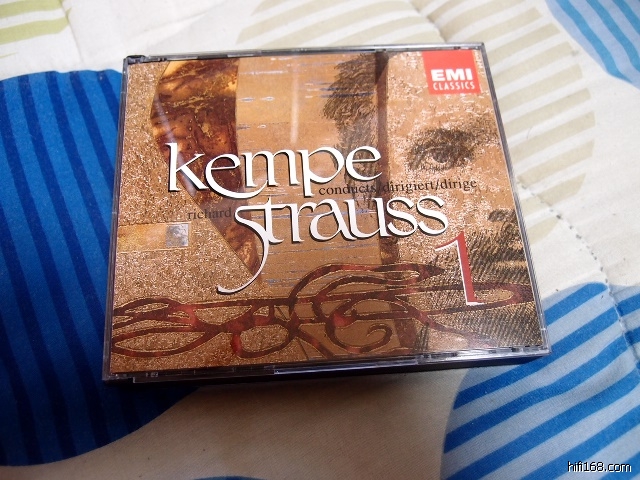 EMI
CLASSICS
kempe
conducts/dirigiert/dirige
richard
strauss
1
hifi168.com